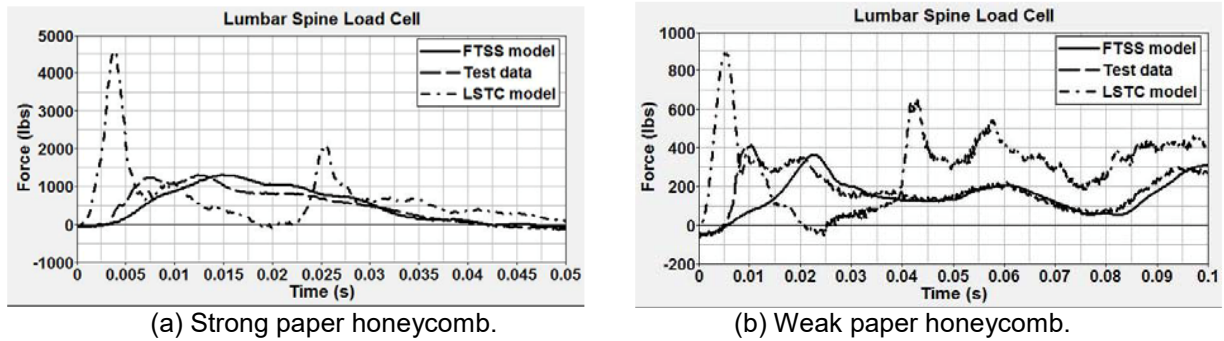 Lumbar Spine Load Cell
5000
4000
3000
2000
1000
0
-1000
Force (lbs)
FTSS model
Test data
LSTC model
0 0.005 0.01 0.015 0.02 0.025 0.03 0.035 0.04 0.045 0.05
Time (s)
(a) Strong paper honeycomb.
Lumbar Spine Load Cell
1000
800
600
400
200
0
-200
Force (lbs)
FTSS model
Test data
LSTC model
0 0.01 0.02 0.03 0.04 0.05 0.06 0.07 0.08 0.09 0.1
Time (s)
(b) Weak paper honeycomb.